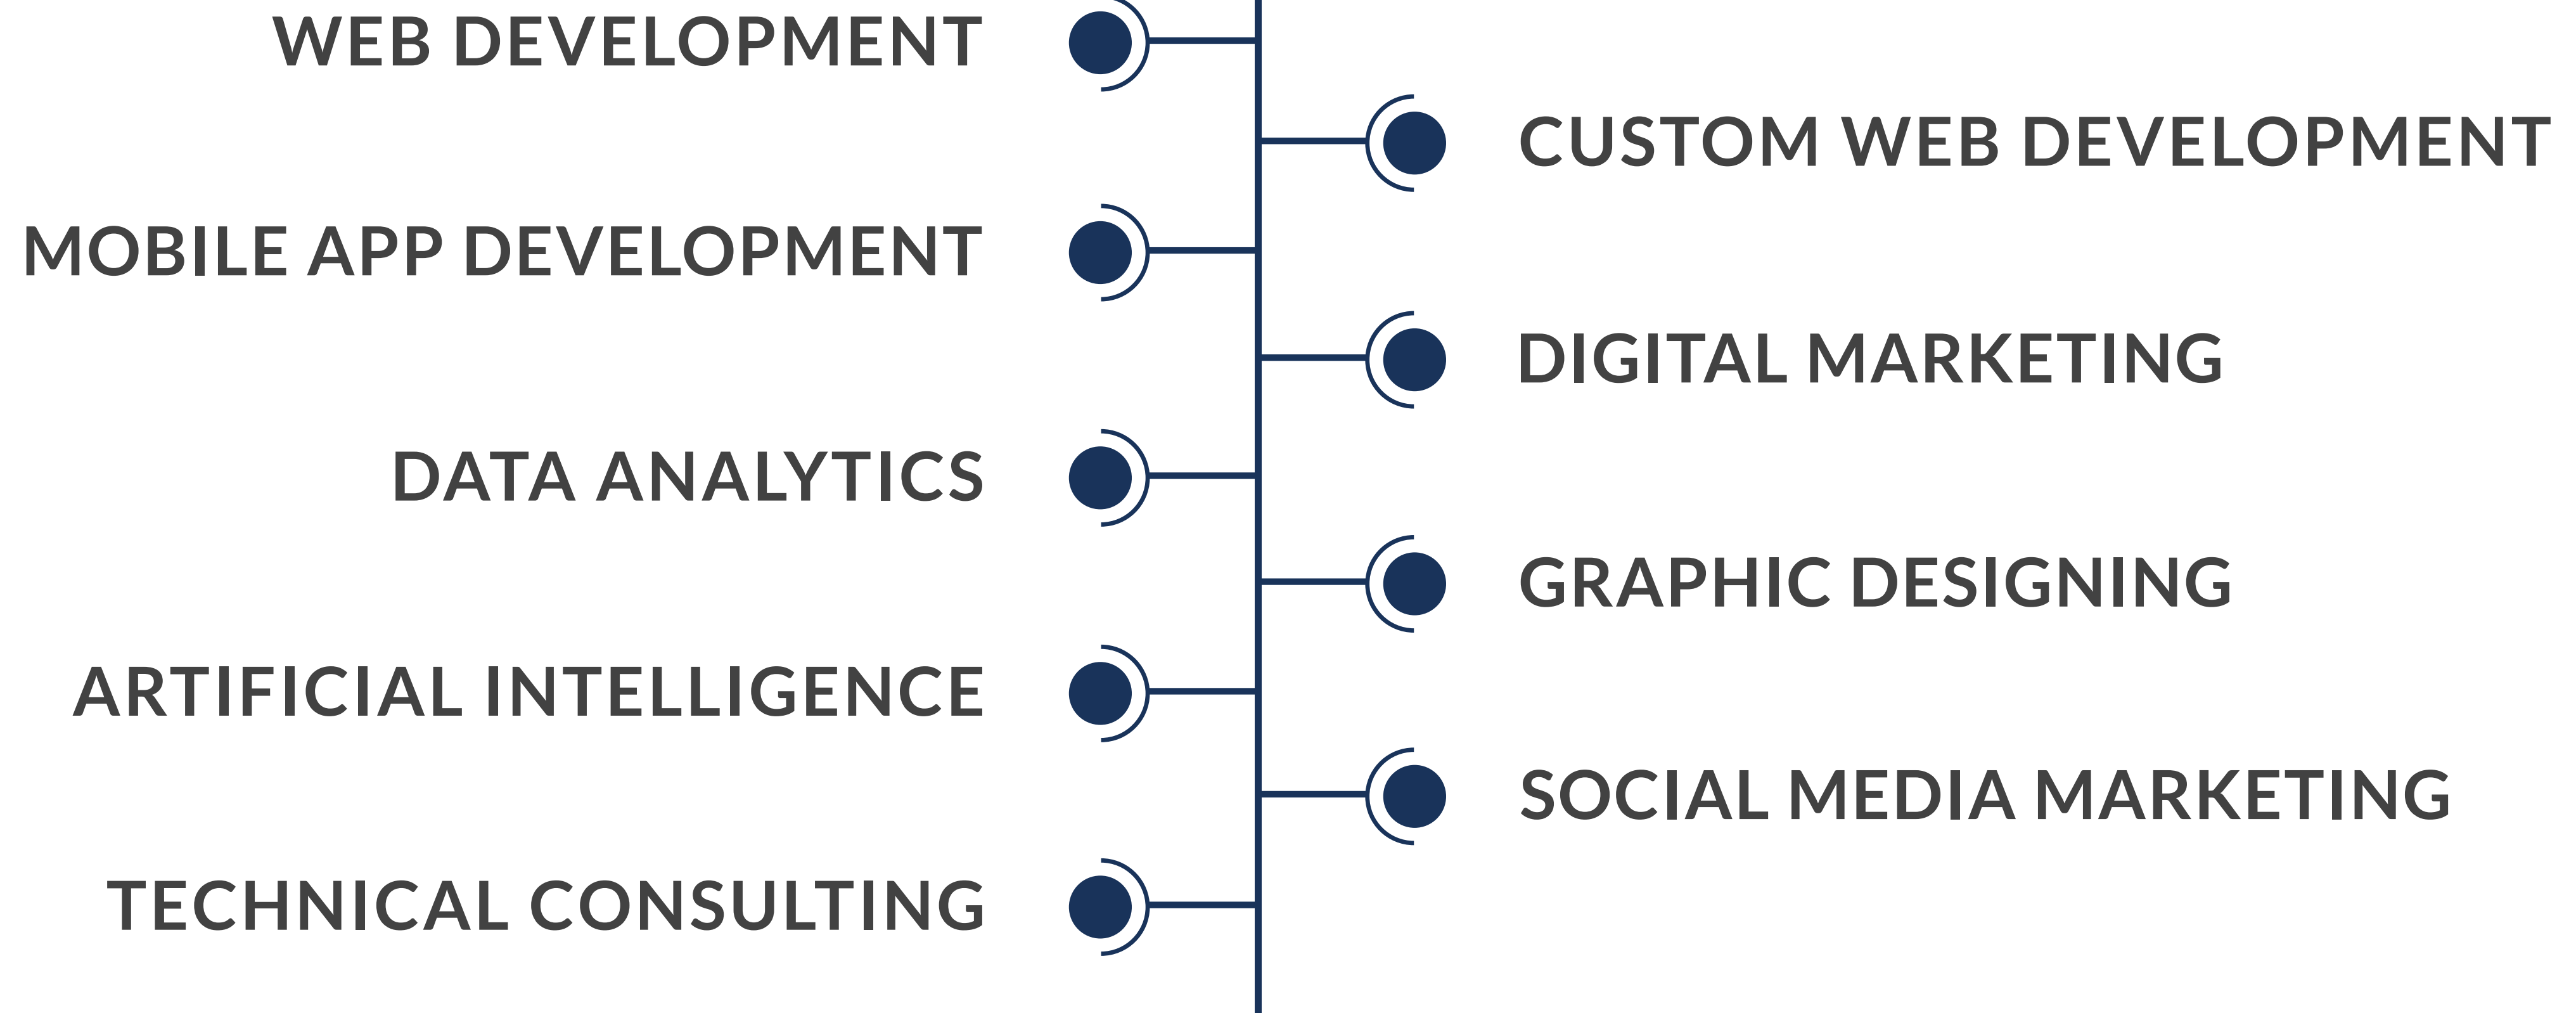 WEB DEVELOPMENT
CUSTOM WEB DEVELOPMENT
MOBILE APP DEVELOPMENT
DIGITAL MARKETING
DATA ANALYTICS
GRAPHIC DESIGNING
ARTIFICIAL INTELLIGENCE
SOCIAL MEDIA MARKETING
TECHNICAL CONSULTING